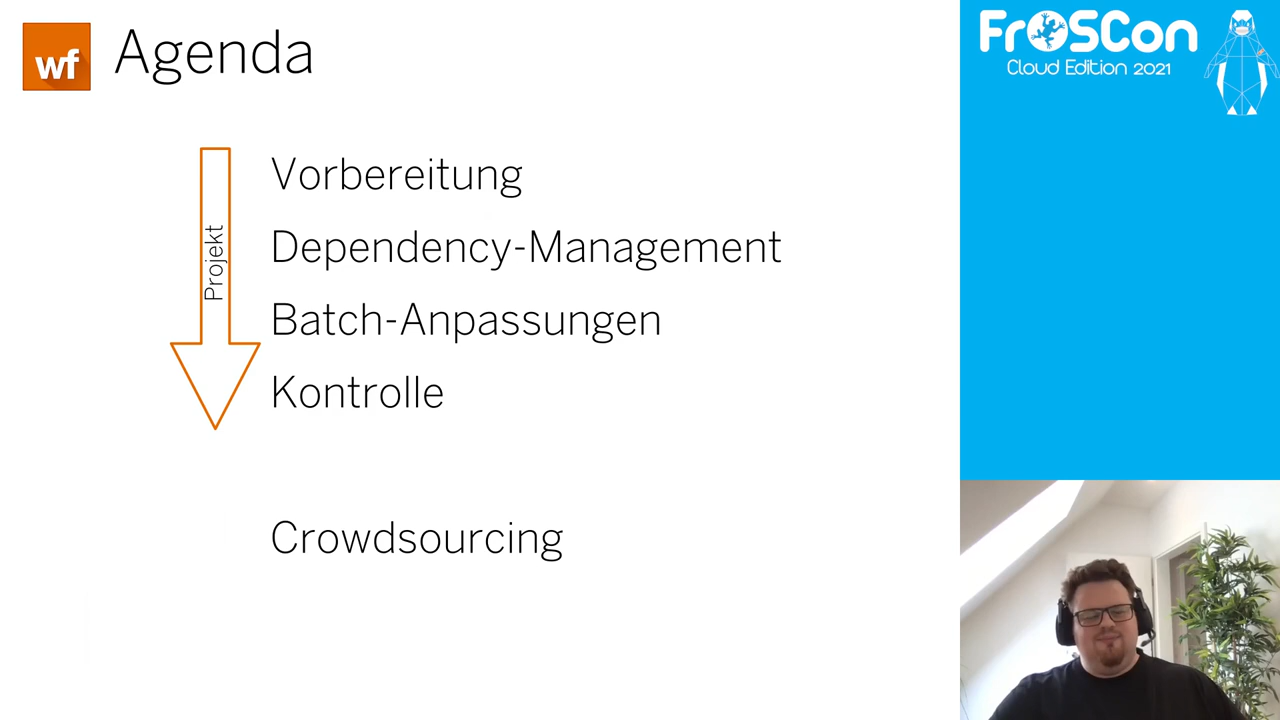 wf
Agenda
Projekt
Vorbereitung
Dependency-Management
Batch-Anpassungen
Kontrolle
Crowdsourcing
FrOSCon
Cloud Edition 2021